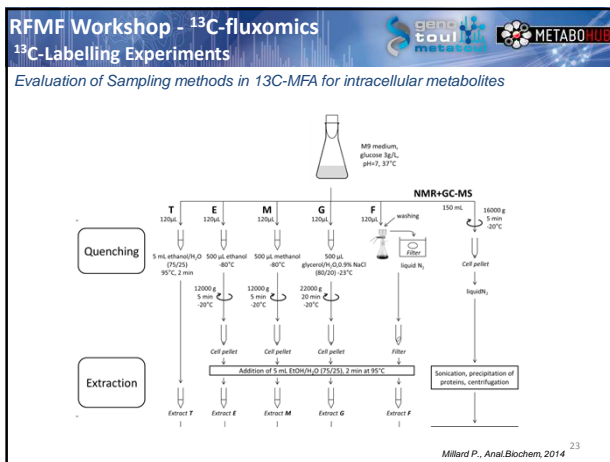 RFMF Workshop - ¹³C-fluxomics
¹³C-Labelling Experiments
geno
toul
metatoul
METABOHUB
Evaluation of Sampling methods in 13C-MFA for intracellular metabolites
M9 medium,
glucose 3g/L,
pH=7, 37°C
NMR+GC-MS
T
120μL
E
120μL
M
120μL
G
120μL
F
120μL
washing
150 mL
16000 g
5 min
-20°C
Quenching
5 mL ethanol/H₂O
(75/25)
95°C, 2 min
500 μL ethanol
-80°C
500 μL methanol
-80°C
500 μL
glycerol/H₂O,0.9% NaCl
(80/20) -23°C
Filter
liquid N₂
Cell pellet
liquidN₂
12000 g
5 min
-20°C
12000 g
5 min
-20°C
22000 g
20 min
-20°C
Cell pellet
Cell pellet
Cell pellet
Filter
Extraction
Addition of 5 mL EtOH/H₂O (75/25), 2 min at 95°C
Sonication, precipitation of
proteins, centrifugation
Extract T
Extract E
Extract M
Extract G
Extract F
Millard P., Anal.Biochem, 2014
23